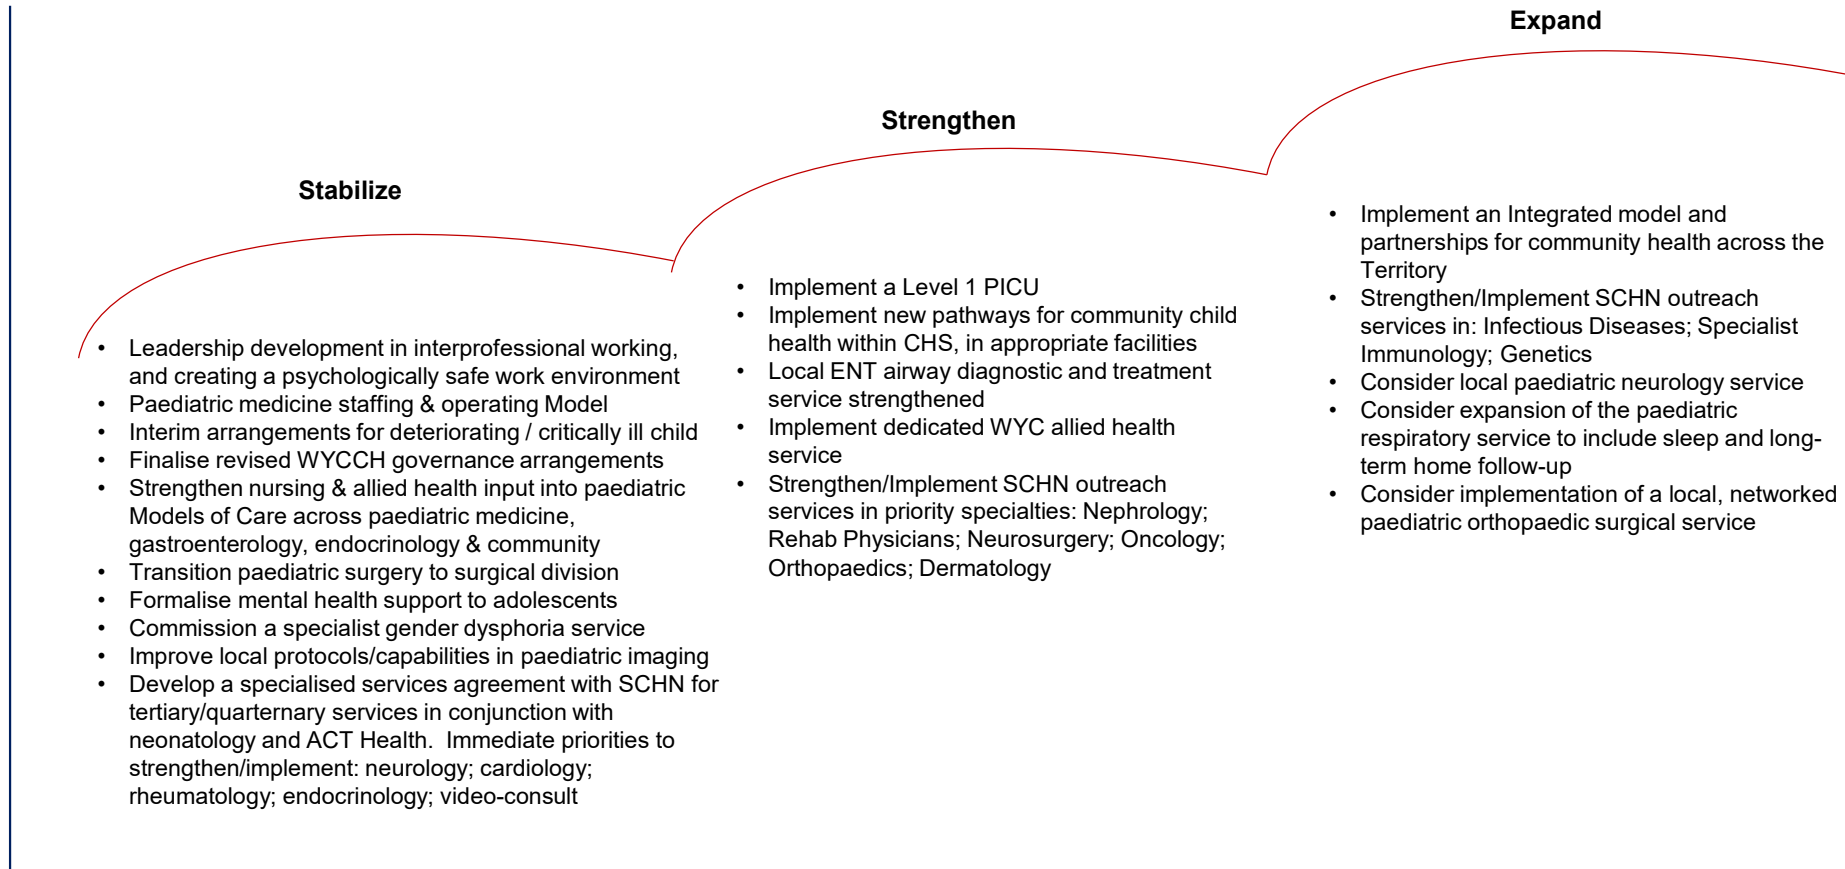 Expand
Strengthen
Stabilize
• Leadership development in interprofessional working,
and creating a psychologically safe work environment
• Paediatric medicine staffing & operating Model
• Interim arrangements for deteriorating / critically ill child
• Finalise revised WYCCH governance arrangements
• Strengthen nursing & allied health input into paediatric
Models of Care across paediatric medicine,
gastroenterology, endocrinology & community
• Transition paediatric surgery to surgical division
• Formalise mental health support to adolescents
• Commission a specialist gender dysphoria service
• Improve local protocols/capabilities in paediatric imaging
• Develop a specialised services agreement with SCHN for
tertiary/quarternary services in conjunction with
neonatology and ACT Health.  Immediate priorities to
strengthen/implement: neurology; cardiology;
rheumatology; endocrinology; video-consult
• Implement a Level 1 PICU
• Implement new pathways for community child
health within CHS, in appropriate facilities
• Local ENT airway diagnostic and treatment
service strengthened
• Implement dedicated WYC allied health
service
• Strengthen/Implement SCHN outreach
services in priority specialties: Nephrology;
Rehab Physicians; Neurosurgery; Oncology;
Orthopaedics; Dermatology
• Implement an Integrated model and
partnerships for community health across the
Territory
• Strengthen/Implement SCHN outreach
services in: Infectious Diseases; Specialist
Immunology; Genetics
• Consider local paediatric neurology service
• Consider expansion of the paediatric
respiratory service to include sleep and long-
term home follow-up
• Consider implementation of a local, networked
paediatric orthopaedic surgical service